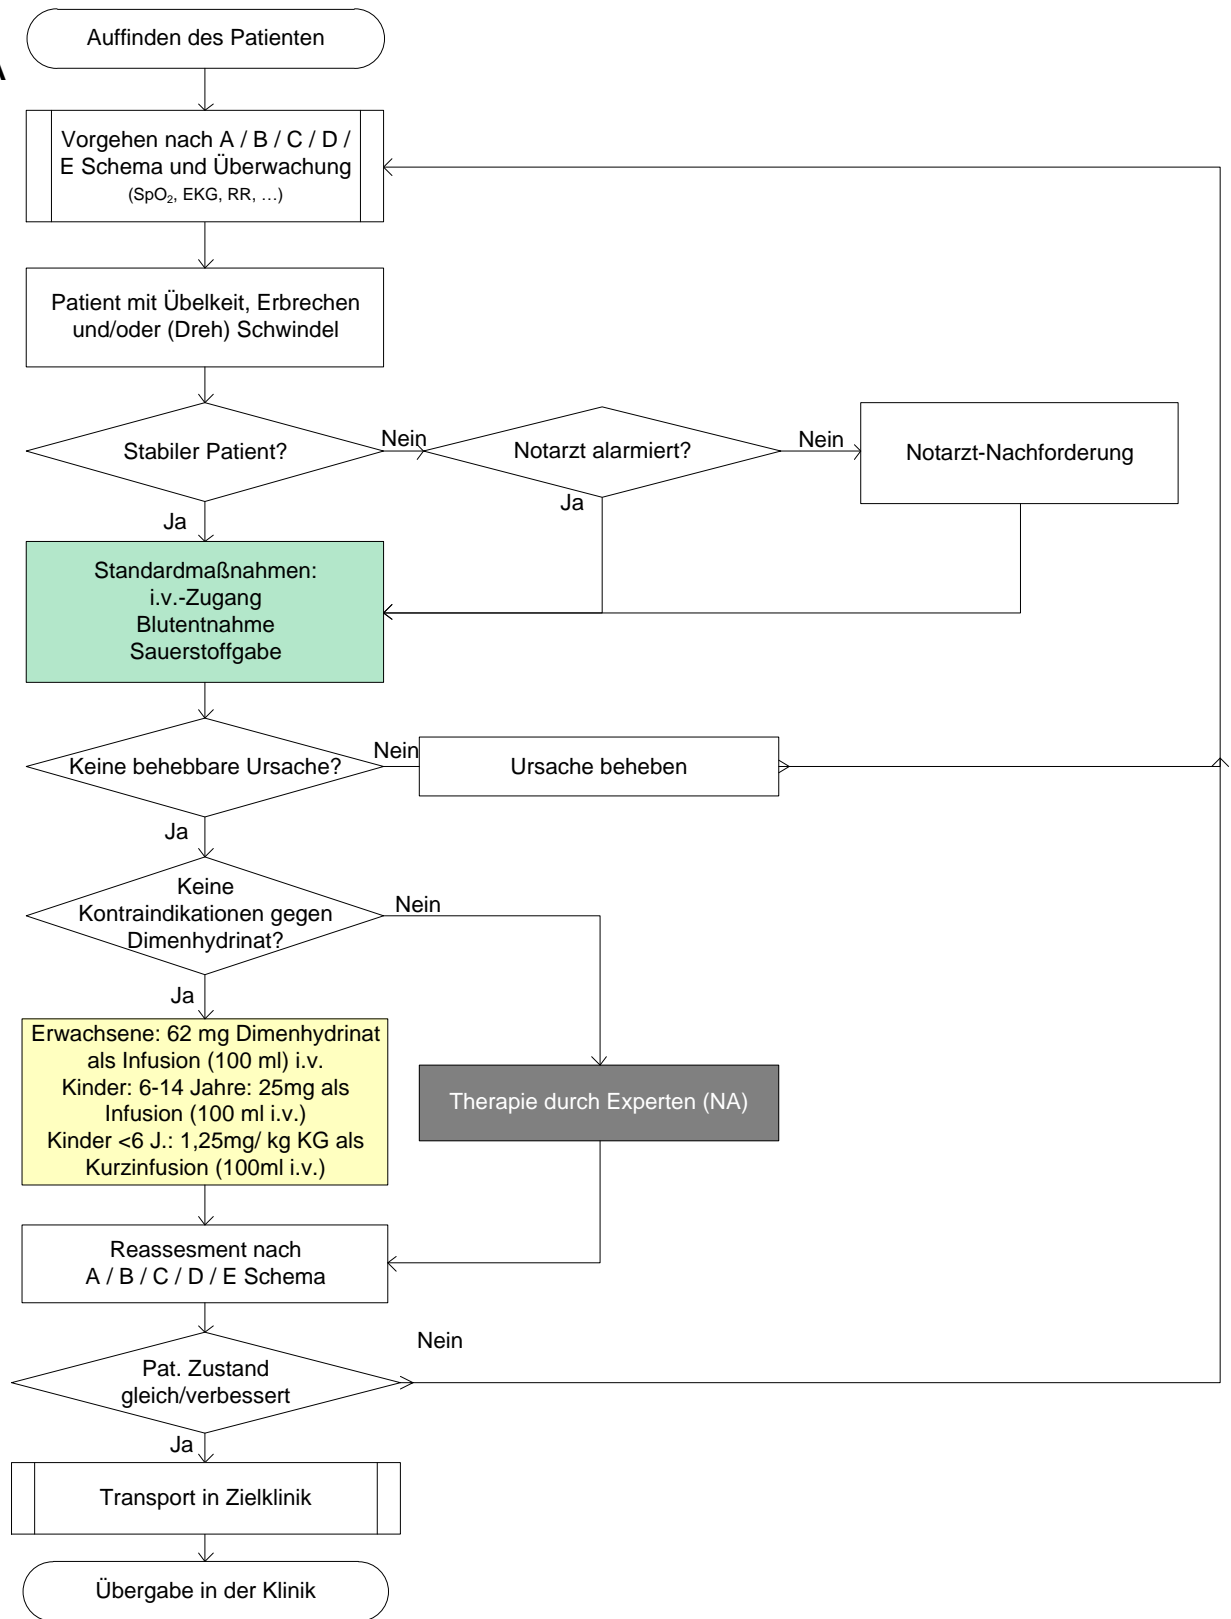 Auffinden des Patienten
A
Vorgehen nach A / B / C / D /
E Schema und Überwachung
(SpO₂, EKG, RR, …)
Patient mit Übelkeit, Erbrechen
und/oder (Dreh) Schwindel
Stabiler Patient?
Nein
Notarzt alarmiert?
Nein
Notarzt-Nachforderung
Ja
Ja
Standardmaßnahmen:
i.v.-Zugang
Blutentnahme
Sauerstoffgabe
Keine behebbare Ursache?
Nein
Ursache beheben
Ja
Keine
Kontraindikationen gegen
Dimenhydrinat?
Nein
Ja
Erwachsene: 62 mg Dimenhydrinat
als Infusion (100 ml) i.v.
Kinder: 6-14 Jahre: 25mg als
Infusion (100 ml i.v.)
Kinder <6 J.: 1,25mg/ kg KG als
Kurzinfusion (100ml i.v.)
Therapie durch Experten (NA)
Reassesment nach
A / B / C / D / E Schema
Nein
Pat. Zustand
gleich/verbessert
Ja
Transport in Zielklinik
Übergabe in der Klinik